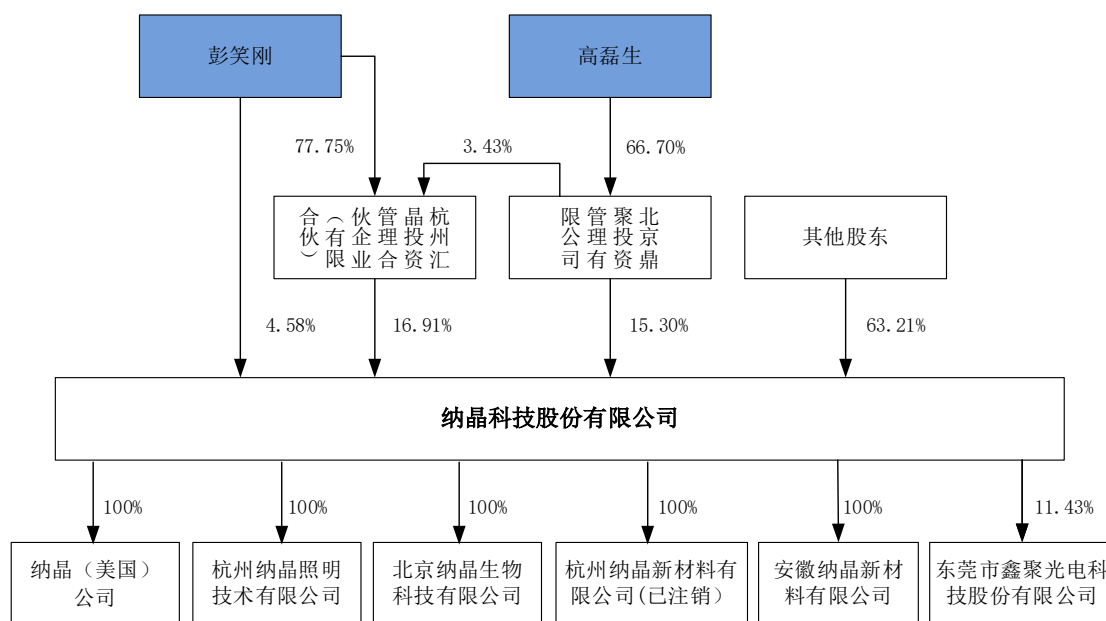 彭笑刚
高磊生
77.75%
3.43%
66.70%
杭州汇
晶投资
管理合
伙企业
（有限
合伙）
北京鼎
聚投资
管理有
限公司
其他股东
4.58%
16.91%
15.30%
63.21%
纳晶科技股份有限公司
100%
100%
100%
100%
100%
11.43%
纳晶（美国）
公司
杭州纳晶照明
技术有限公司
北京纳晶生物
科技有限公司
杭州纳晶新材料有
限公司(已注销）
安徽纳晶新材
料有限公司
东莞市鑫聚光电科
技股份有限公司